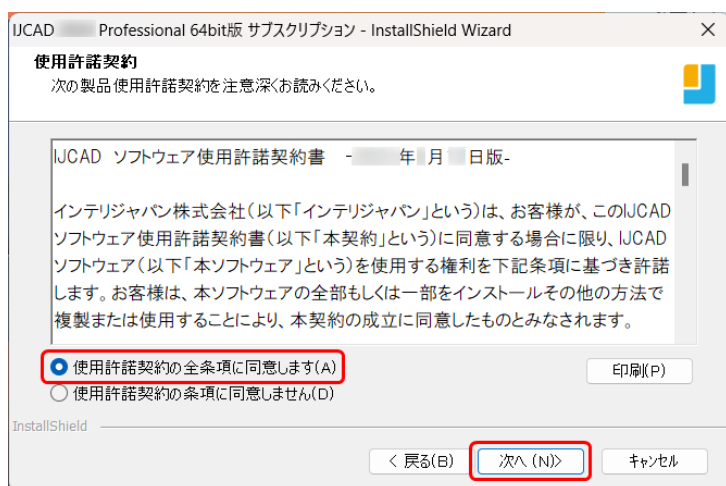 IJCAD Professional 64bit版 サブスクリプション - InstallShield Wizard
使用許諾契約
次の製品使用許諾契約を注意深くお読みください。
IJCAD ソフトウェア使用許諾契約書 - 年 月 日版-
インテリジャパン株式会社(以下「インテリジャパン」という)は、お客様が、このIJCAD
ソフトウェア使用許諾契約書(以下「本契約」という)に同意する場合に限り、IJCAD
ソフトウェア(以下「本ソフトウェア」という)を使用する権利を下記条項に基づき許諾
します。お客様は、本ソフトウェアの全部もしくは一部をインストールその他の方法で
複製または使用することにより、本契約の成立に同意したものとみなされます。
使用許諾契約の全条項に同意します(A)
印刷(P)
使用許諾契約の条項に同意しません(D)
InstallShield
< 戻る(B) 次へ (N)> キャンセル